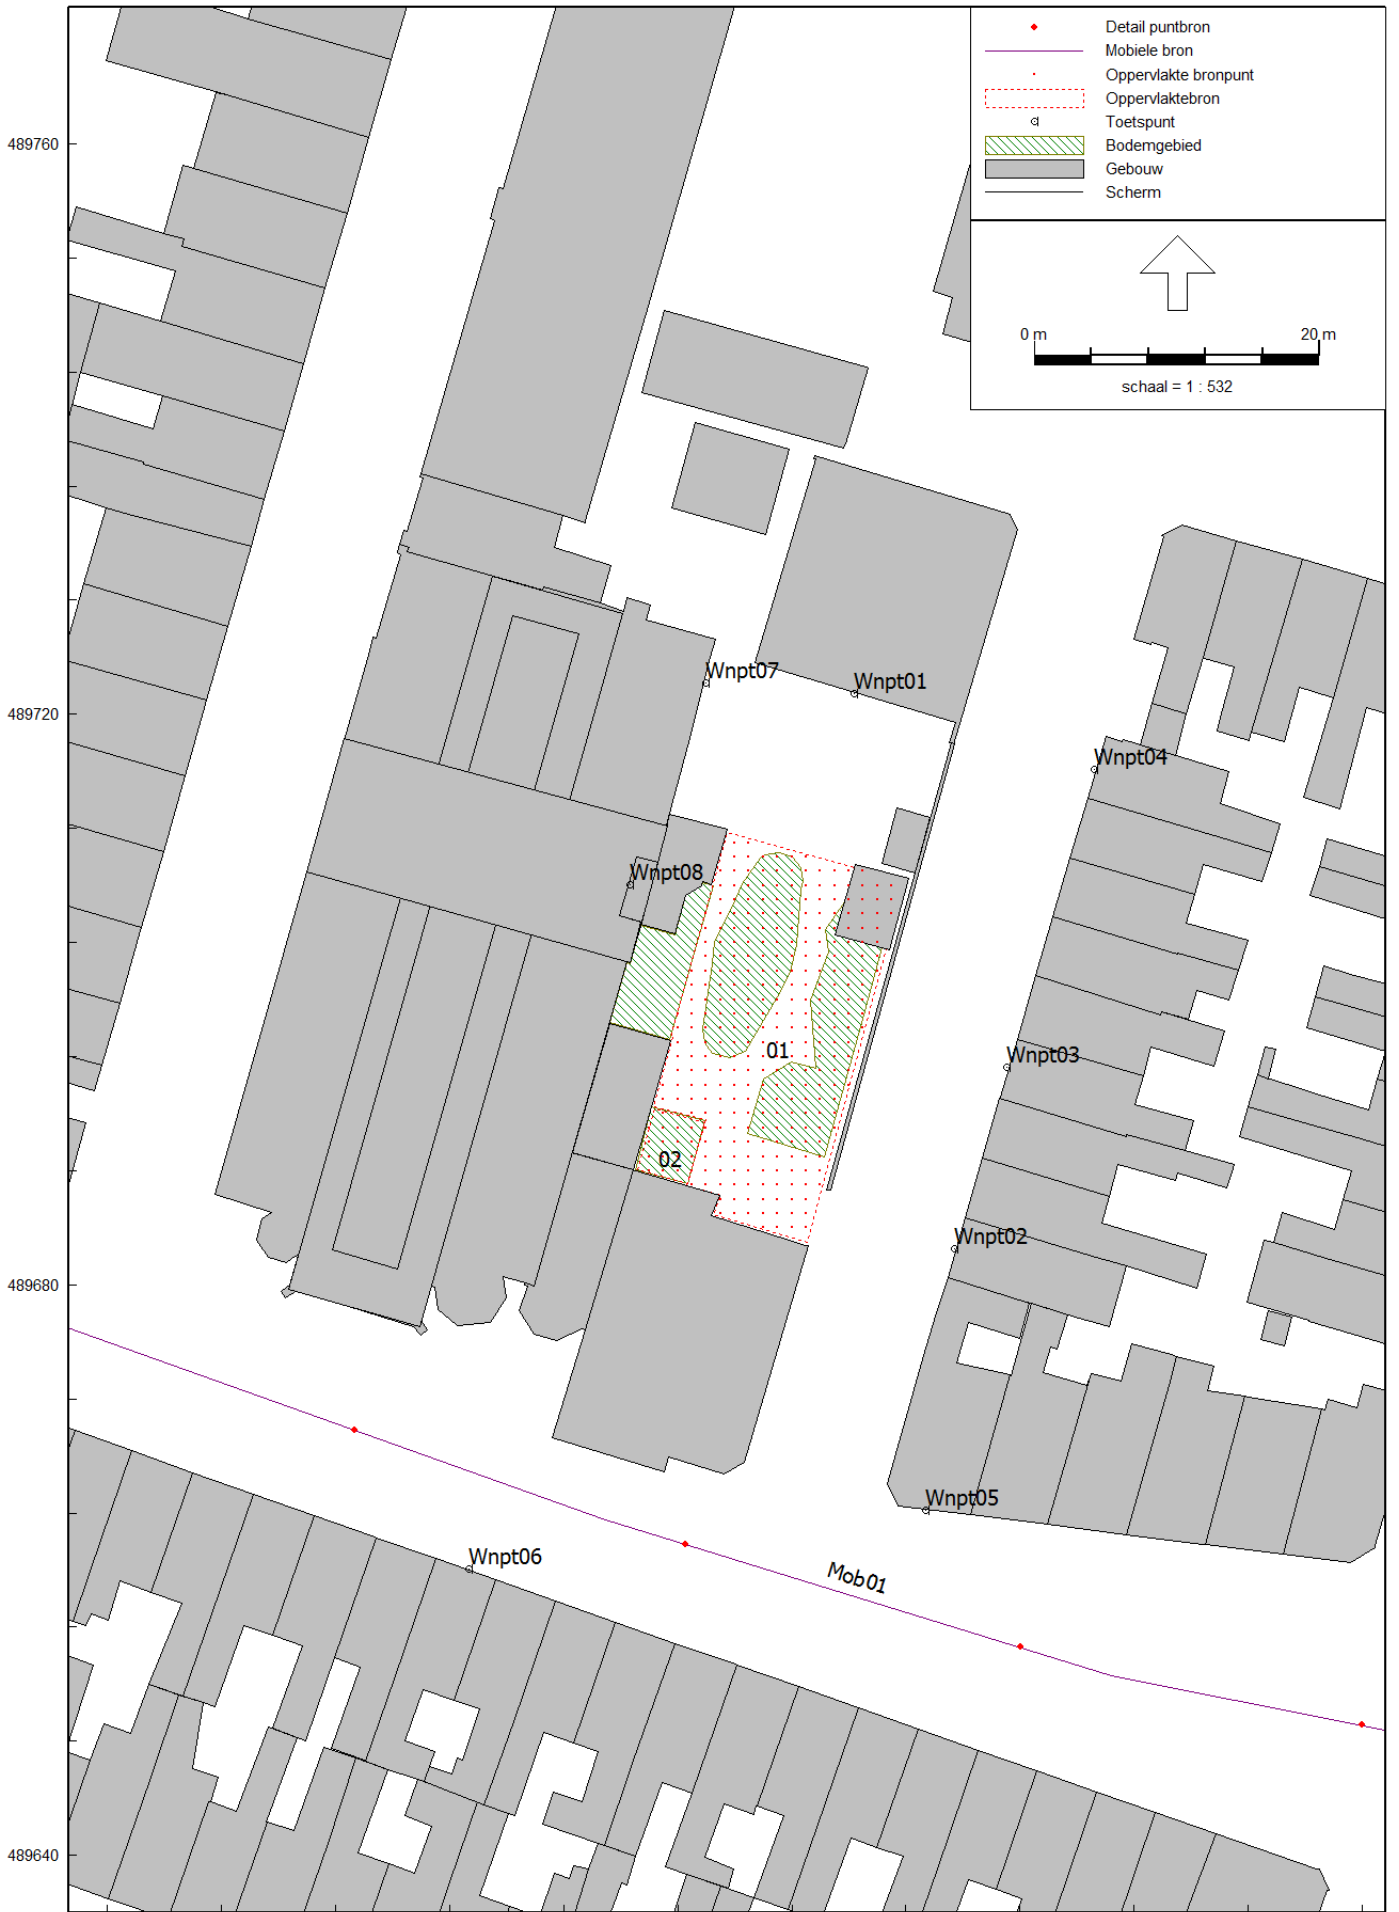 Detail puntbron
Mobiele bron
Oppervlakte bronpunt
Oppervlaktebron
Toetspunt
Bodemgebied
Gebouw
Scherm
0 m
20 m
schaal = 1 : 532
489760
489720
489680
489640
Wnpt07
Wnpt01
Wnpt04
Wnpt08
01
Wnpt03
02
Wnpt02
Wnpt05
Wnpt06
Mob01